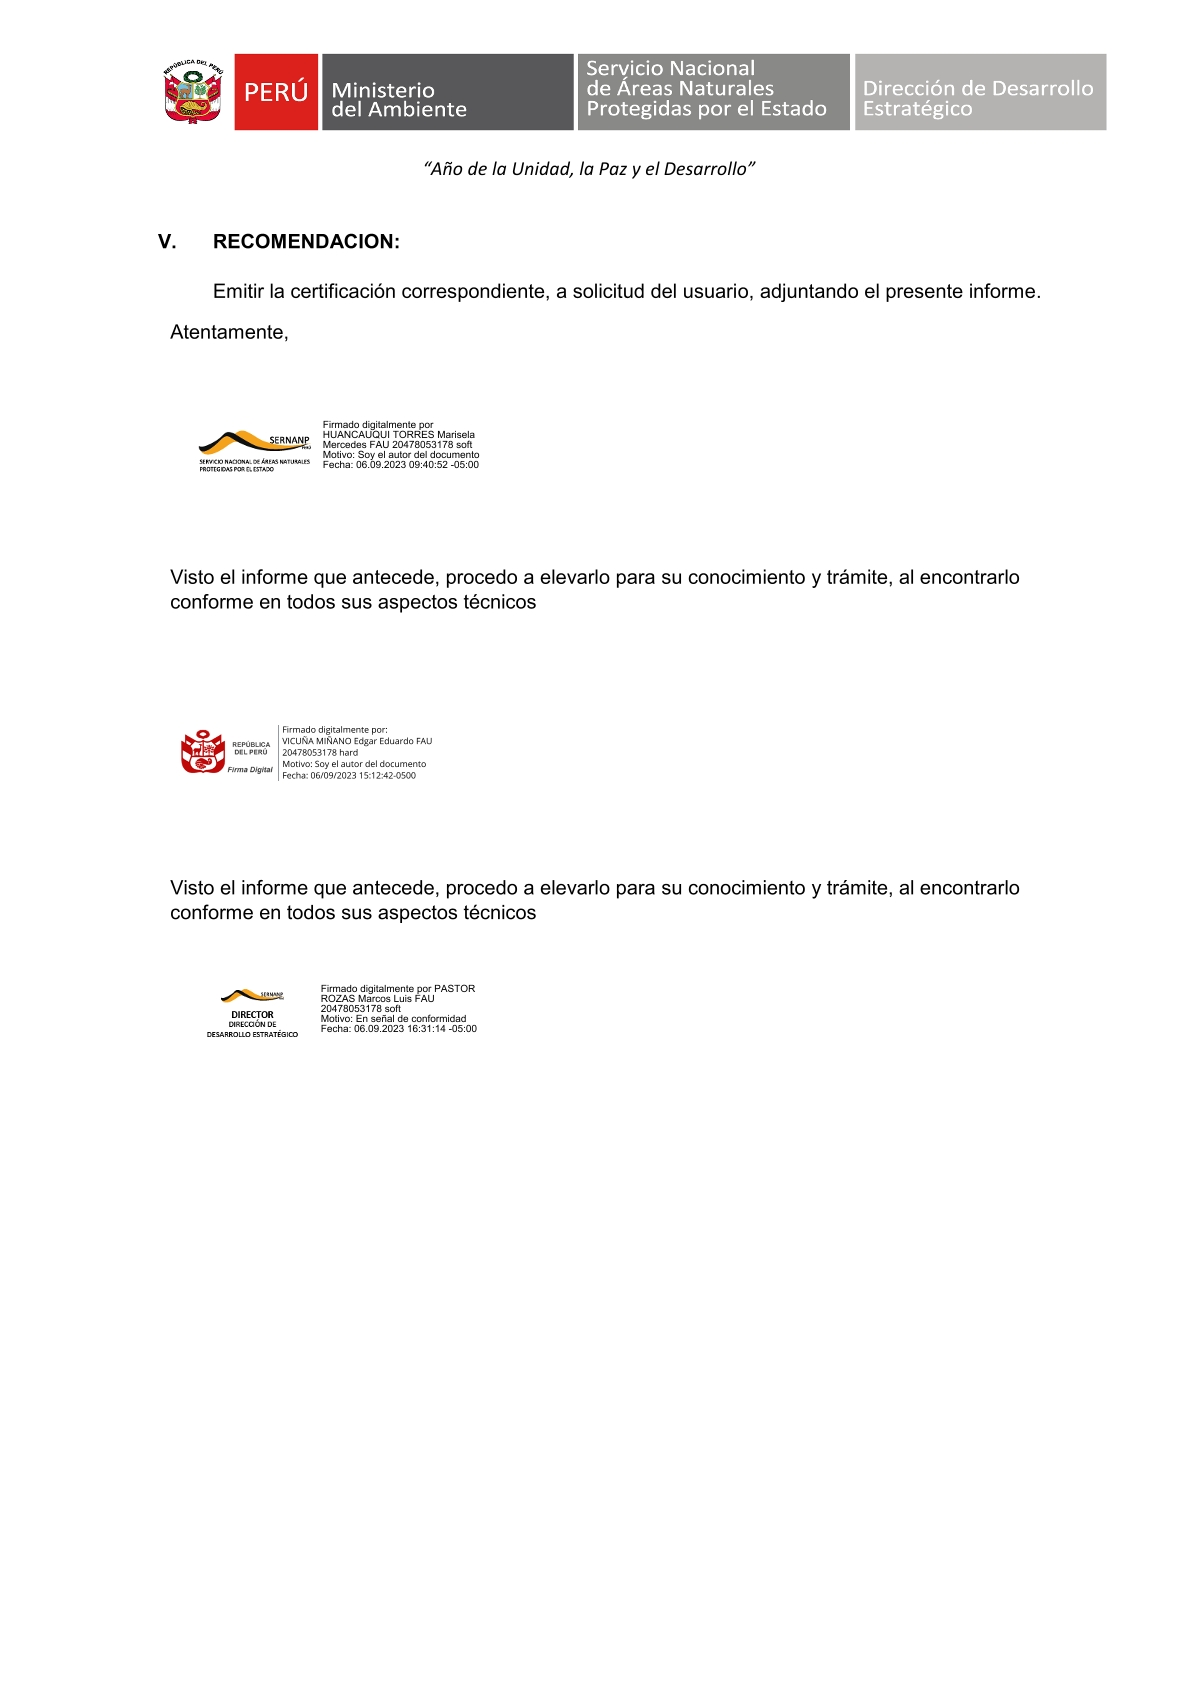 REPÚBLICA DEL PERÚ
PERÚ
Ministerio
del Ambiente
Servicio Nacional
de Áreas Naturales
Protegidas por el Estado
Dirección de Desarrollo
Estratégico
“Año de la Unidad, la Paz y el Desarrollo”
V. RECOMENDACION:
Emitir la certificación correspondiente, a solicitud del usuario, adjuntando el presente informe.
Atentamente,
SERNANP
PERÚ
SERVICIO NACIONAL DE ÁREAS NATURALES
PROTEGIDAS POR EL ESTADO
Firmado digitalmente por
HUANCAUQUI TORRES Marisela
Mercedes FAU 20478053178 soft
Motivo: Soy el autor del documento
Fecha: 06.09.2023 09:40:52 -05:00
Visto el informe que antecede, procedo a elevarlo para su conocimiento y trámite, al encontrarlo
conforme en todos sus aspectos técnicos
REPÚBLICA
DEL PERÚ
Firma Digital
Firmado digitalmente por:
VICUÑA MIÑANO Edgar Eduardo FAU
20478053178 hard
Motivo: Soy el autor del documento
Fecha: 06/09/2023 15:12:42-0500
Visto el informe que antecede, procedo a elevarlo para su conocimiento y trámite, al encontrarlo
conforme en todos sus aspectos técnicos
SERNANP
DIRECTOR
DIRECCIÓN DE
DESARROLLO ESTRATÉGICO
Firmado digitalmente por PASTOR
ROZAS Marcos Luis FAU
20478053178 soft
Motivo: En señal de conformidad
Fecha: 06.09.2023 16:31:14 -05:00